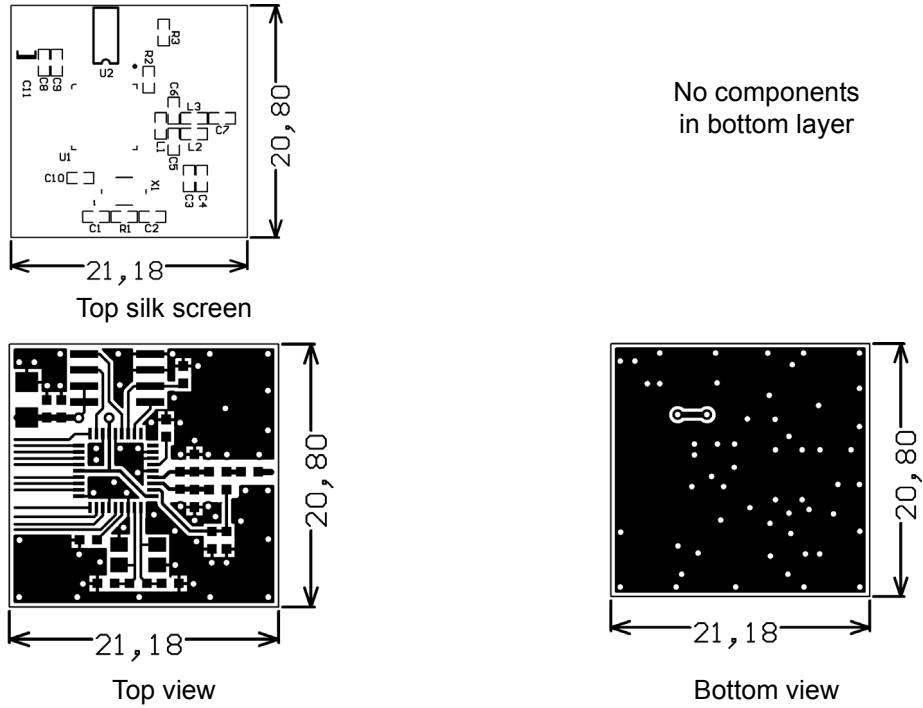 R3
U2
R2
C11
C8
C9
C6
L3
C7
L1
L2
C5
U1
C10
X1
C3
C4
C1
R1
C2
20,80
21,18
Top silk screen
No components
in bottom layer
20,80
21,18
Top view
20,80
21,18
Bottom view